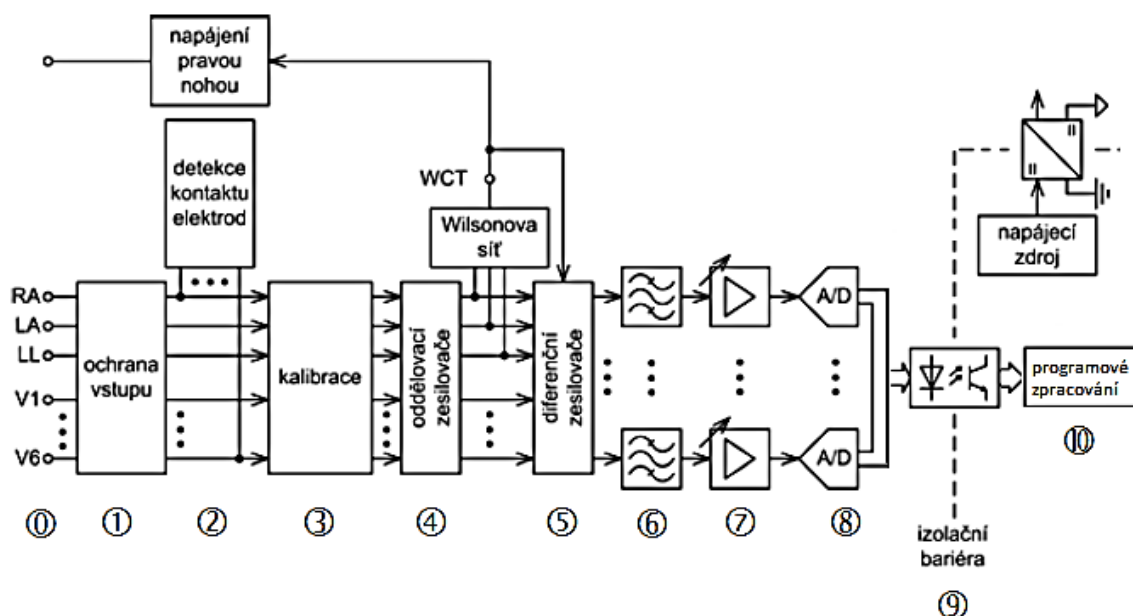 napájení
pravou
nohou
detekce
kontaktu
elektrod
WCT
Wilsonova
síť
napájecí
zdroj
RA
LA
LL
V1
V6
ochrana
vstupu
kalibrace
oddělovací
zesilovače
diferenční
zesilovače
A/D
A/D
programové
zpracování
izolační
bariéra
⓪ ① ② ③ ④ ⑤ ⑥ ⑦ ⑧ ⑨ ⑩